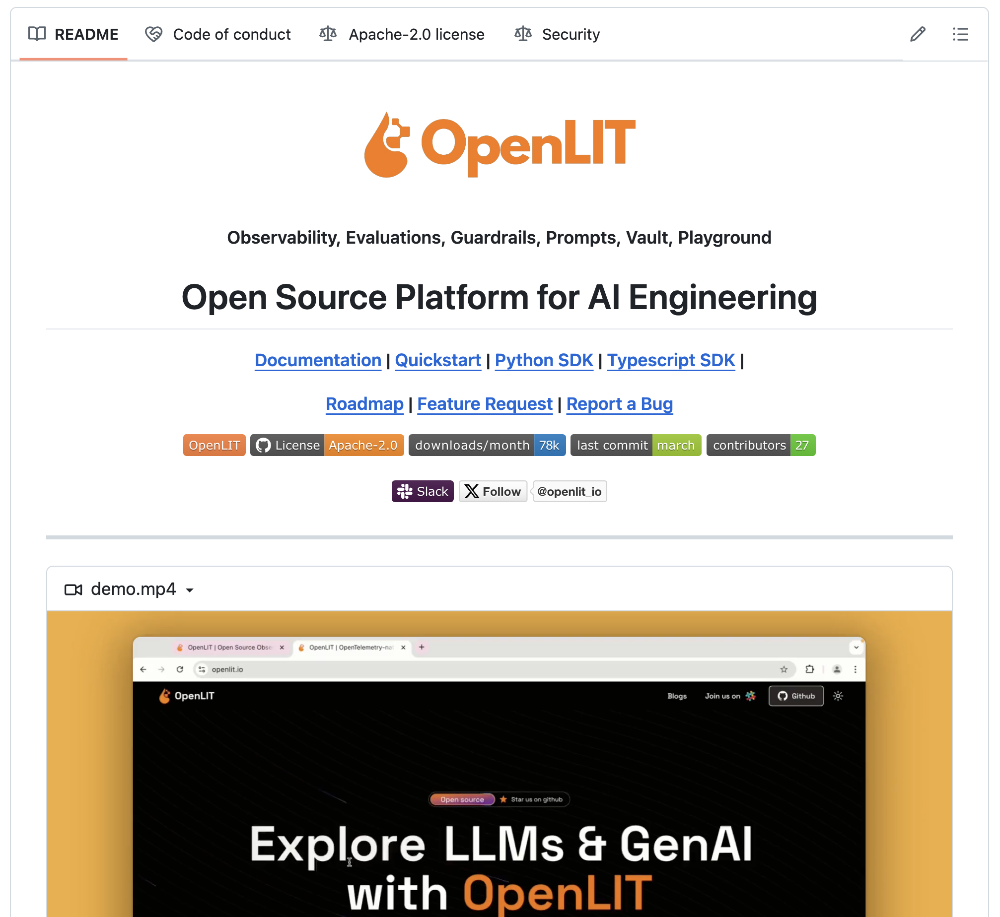 README Code of conduct Apache-2.0 license Security
OpenLIT
Observability, Evaluations, Guardrails, Prompts, Vault, Playground
Open Source Platform for AI Engineering
Documentation | Quickstart | Python SDK | Typescript SDK |
Roadmap | Feature Request | Report a Bug
OpenLIT License Apache-2.0 downloads/month 78k last commit march contributors 27
Slack Follow @openlit_io
demo.mp4
OpenLIT | Open Source Obse OpenLIT | OpenTelemetry-na
openlit.io
OpenLIT Blogs Join us on Github
Open source Star us on github
Explore LLMs & GenAI
with OpenLIT